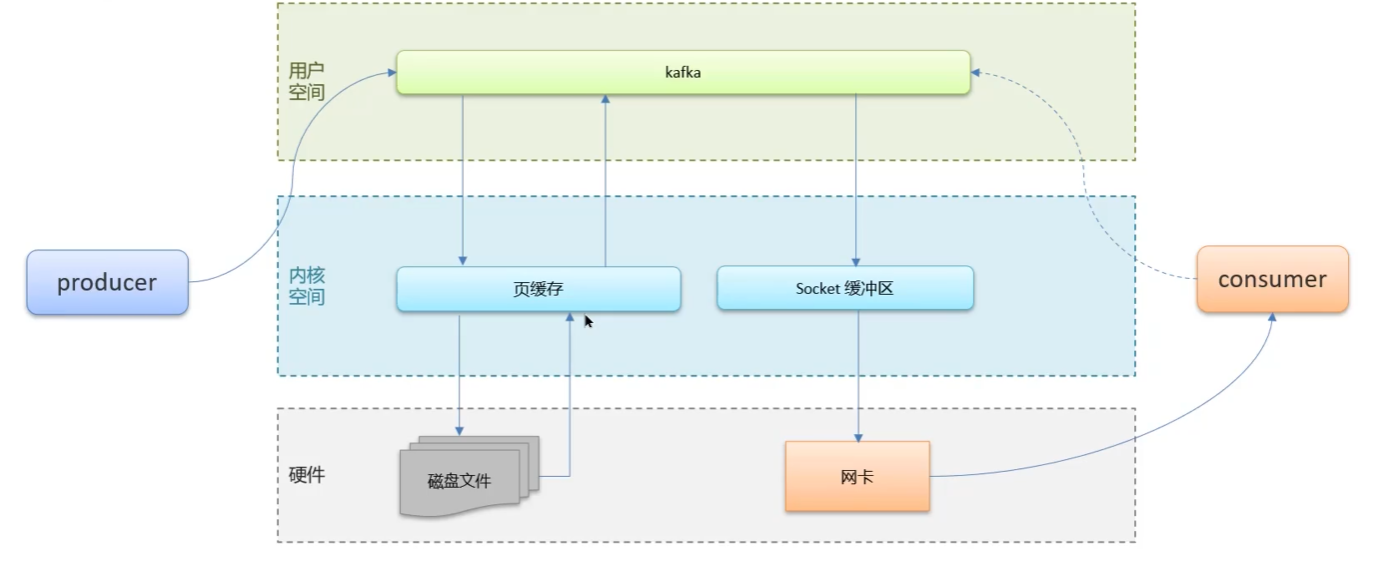 用户
空间
kafka
producer
内核
空间
页缓存
Socket 缓冲区
consumer
硬件
磁盘文件
网卡